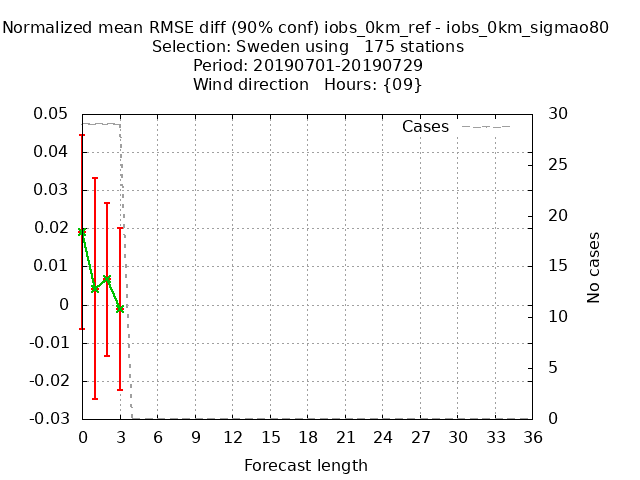 Normalized mean RMSE diff (90% conf) iobs_0km_ref - iobs_0km_sigmao80
Selection: Sweden using   175 stations
Period: 20190701-20190729
Wind direction   Hours: {09}
Cases
0.05
0.04
0.03
0.02
0.01
0
-0.01
-0.02
-0.03
30
25
20
15
10
5
0
No cases
0 3 6 9 12 15 18 21 24 27 30 33 36
Forecast length